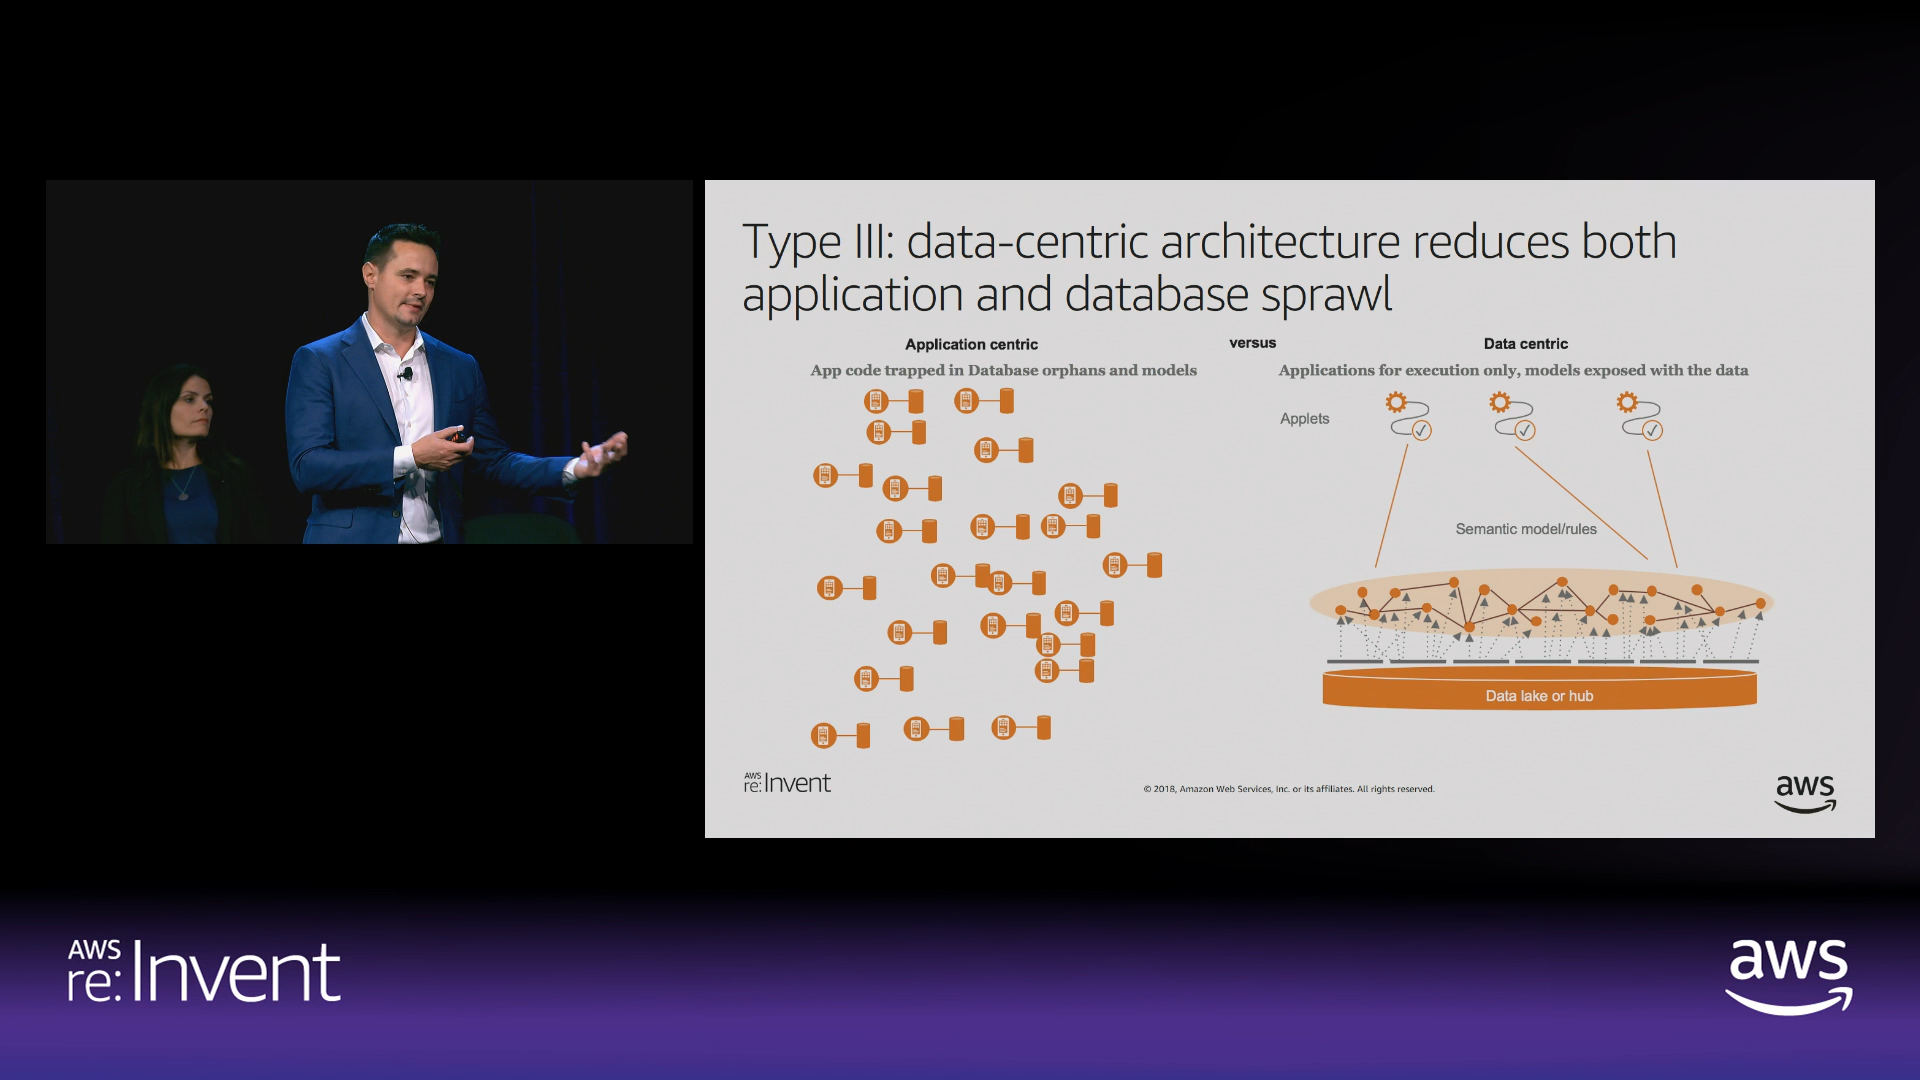 Type III: data-centric architecture reduces both
application and database sprawl
Application centric
versus
Data centric
App code trapped in Database orphans and models
Applications for execution only, models exposed with the data
Applets
Semantic model/rules
Data lake or hub
AWS
re:Invent
© 2018, Amazon Web Services, Inc. or its affiliates. All rights reserved.
aws
AWS
re:Invent
aws